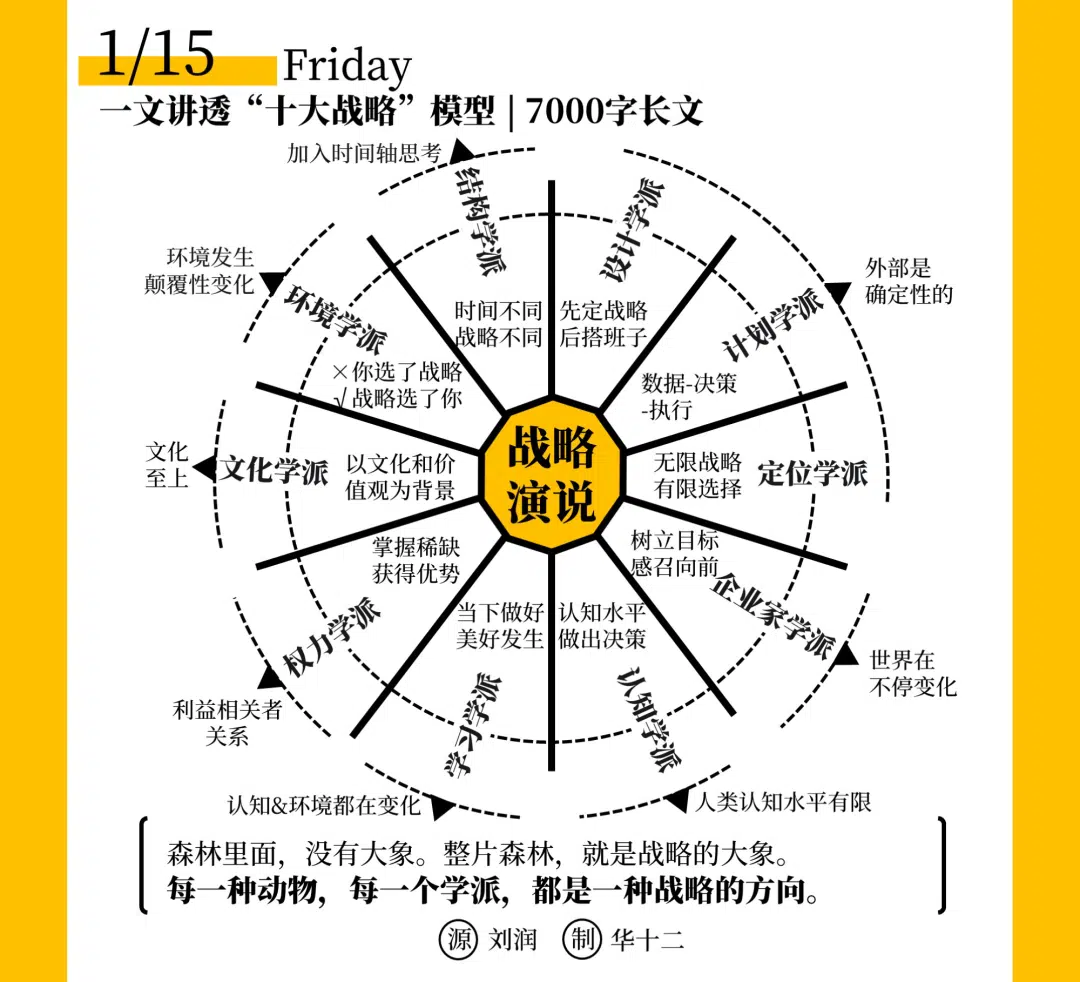 1/15 Friday
一文讲透“十大战略”模型 | 7000字长文
加入时间轴思考
结构学派
时间不同
战略不同
设计学派
先定战略
后搭班子
外部是
确定性的
计划学派
数据-决策
-执行
定位学派
无限战略
有限选择
企业家学派
树立目标
感召向前
世界在
不停变化
认知学派
认知水平
做出决策
人类认知水平有限
学习学派
当下做好
美好发生
认知&环境都在变化
权力学派
掌握稀缺
获得优势
利益相关者
关系
文化学派
以文化和价
值观为背景
文化
至上
环境学派
×你选了战略
√战略选了你
环境发生
颠覆性变化
战略
演说
森林里面，没有大象。整片森林，就是战略的大象。
每一种动物，每一个学派，都是一种战略的方向。
源 刘润 制 华十二